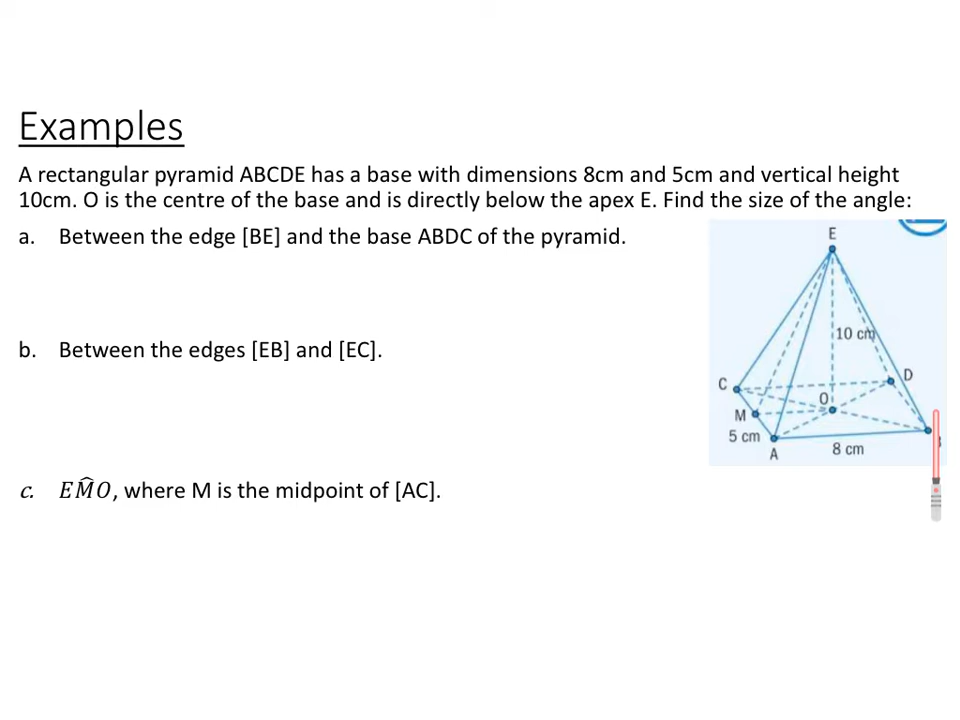 Examples
A rectangular pyramid ABCDE has a base with dimensions 8cm and 5cm and vertical height
10cm. O is the centre of the base and is directly below the apex E. Find the size of the angle:
a. Between the edge [BE] and the base ABDC of the pyramid.
E
10 cm
b. Between the edges [EB] and [EC].
C
D
O
M
5 cm
A
8 cm
c. EM̂O, where M is the midpoint of [AC].